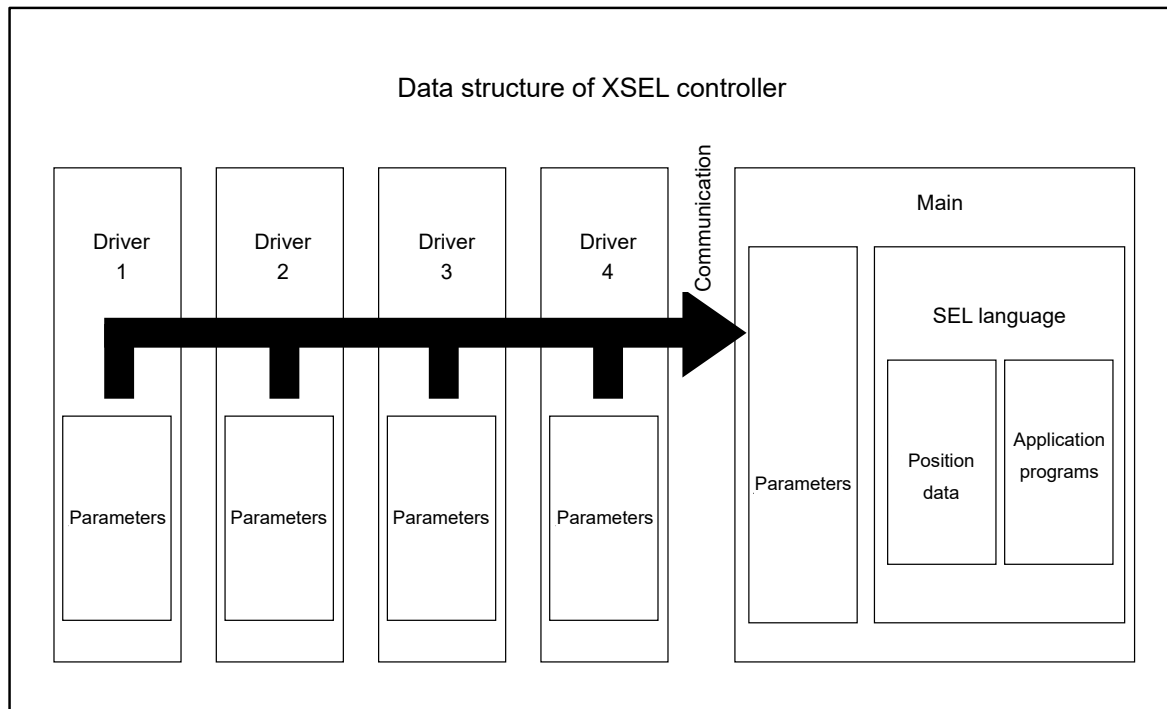 Data structure of XSEL controller
Communication
Driver
1
Driver
2
Driver
3
Driver
4
Main
SEL language
Parameters
Parameters
Parameters
Parameters
Parameters
Position
data
Application
programs